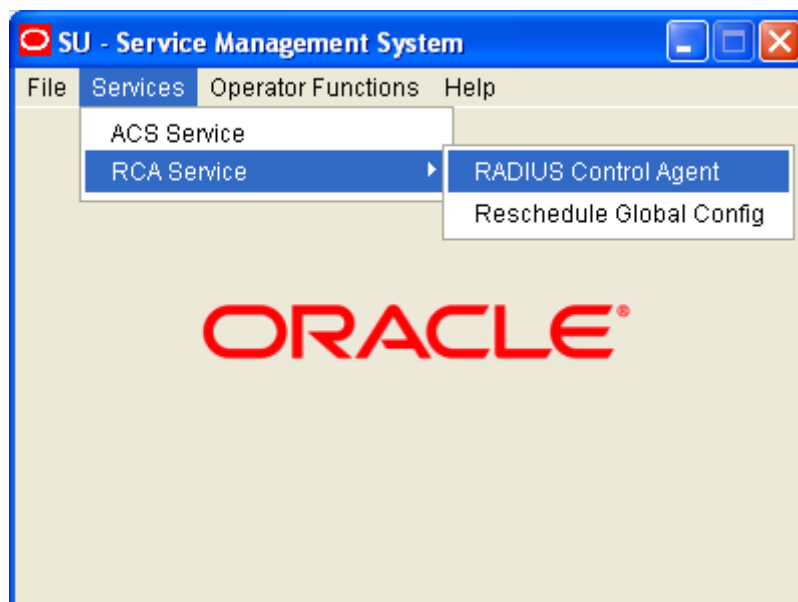 SU - Service Management System
File Services Operator Functions Help
ACS Service
RCA Service
RADIUS Control Agent
Reschedule Global Config
ORACLE®